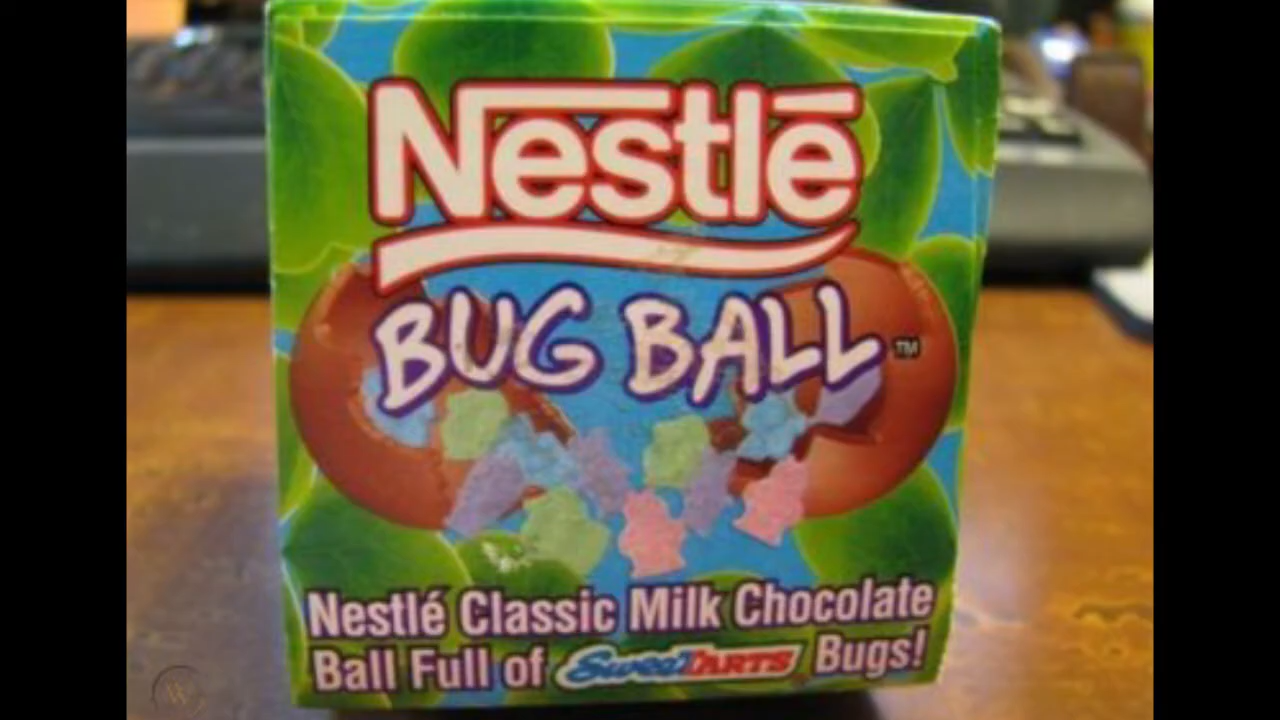 Nestlé
BUG BALL™
Nestlé Classic Milk Chocolate
Ball Full of SweeTARTS Bugs!
W